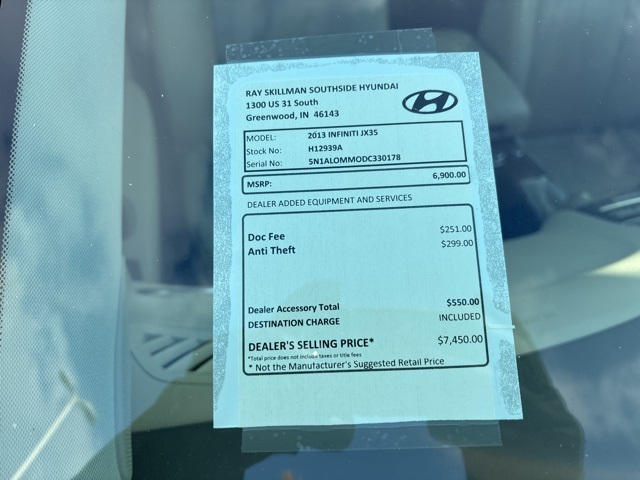 RAY SKILLMAN SOUTHSIDE HYUNDAI
1300 US 31 South
Greenwood, IN 46143
MODEL: 2013 INFINITI JX35
Stock No: H12939A
Serial No: 5N1ALOMMODC330178
MSRP: 6,900.00
DEALER ADDED EQUIPMENT AND SERVICES
Doc Fee $251.00
Anti Theft $299.00
Dealer Accessory Total $550.00
DESTINATION CHARGE INCLUDED
DEALER'S SELLING PRICE* $7,450.00
*Total price does not include taxes or title fees
* Not the Manufacturer's Suggested Retail Price